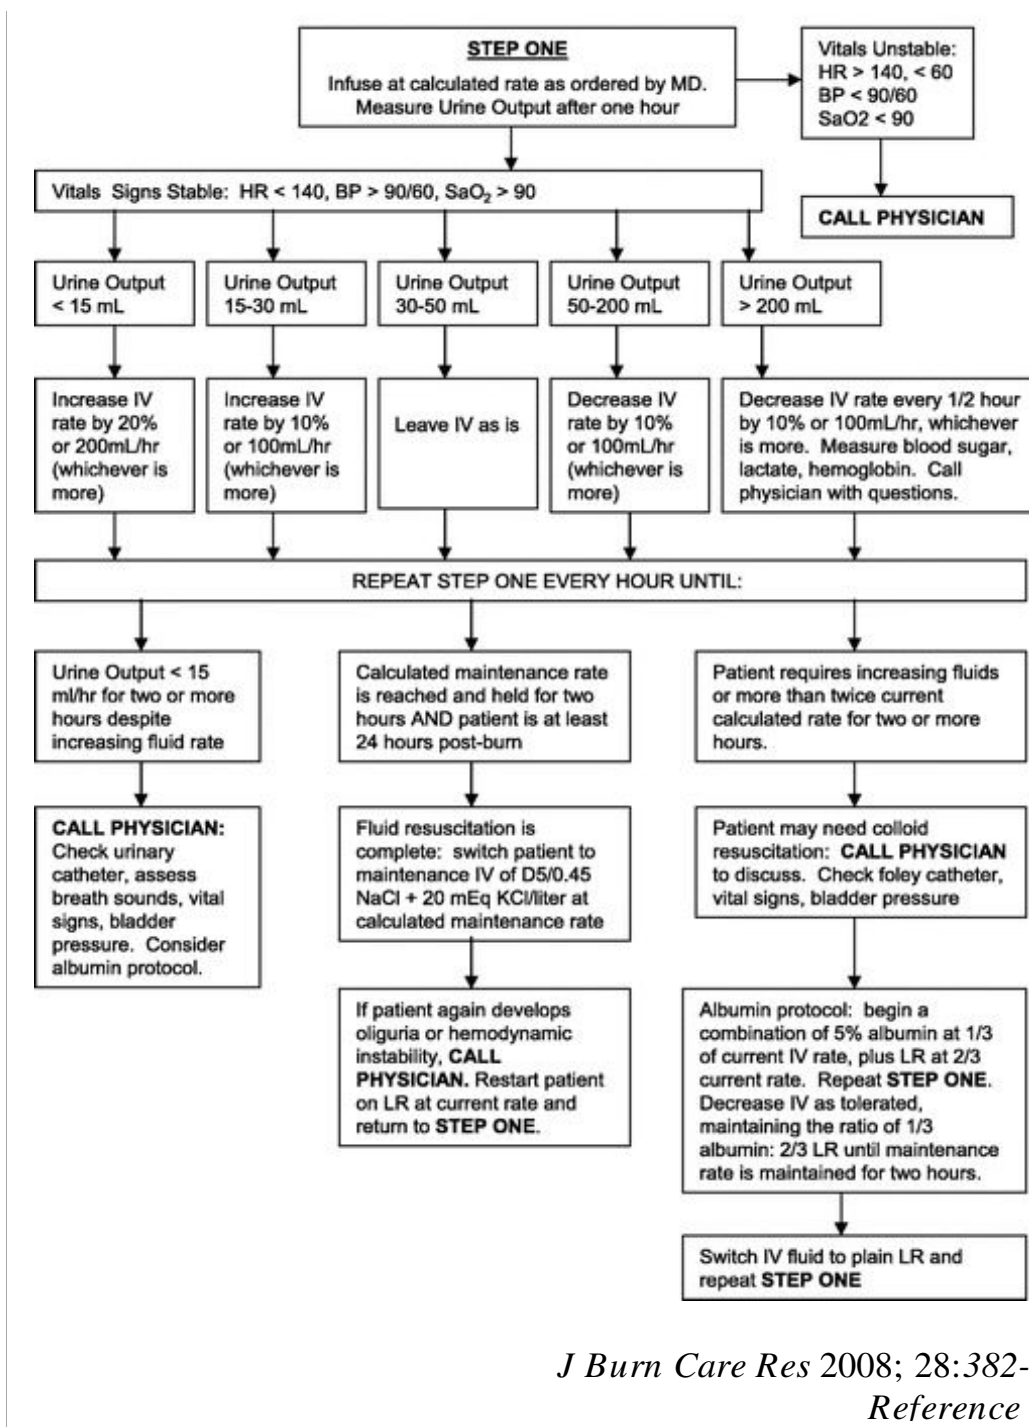 STEP ONE
Infuse at calculated rate as ordered by MD.
Measure Urine Output after one hour
Vitals Unstable:
HR > 140, < 60
BP < 90/60
SaO2 < 90
CALL PHYSICIAN
Vitals Signs Stable: HR < 140, BP > 90/60, SaO₂ > 90
Urine Output
< 15 mL
Urine Output
15-30 mL
Urine Output
30-50 mL
Urine Output
50-200 mL
Urine Output
> 200 mL
Increase IV
rate by 20%
or 200mL/hr
(whichever is
more)
Increase IV
rate by 10%
or 100mL/hr
(whichever is
more)
Leave IV as is
Decrease IV
rate by 10%
or 100mL/hr
(whichever is
more)
Decrease IV rate every 1/2 hour
by 10% or 100mL/hr, whichever
is more. Measure blood sugar,
lactate, hemoglobin. Call
physician with questions.
REPEAT STEP ONE EVERY HOUR UNTIL:
Urine Output < 15
ml/hr for two or more
hours despite
increasing fluid rate
Calculated maintenance rate
is reached and held for two
hours AND patient is at least
24 hours post-burn
Patient requires increasing fluids
or more than twice current
calculated rate for two or more
hours.
CALL PHYSICIAN:
Check urinary
catheter, assess
breath sounds, vital
signs, bladder
pressure. Consider
albumin protocol.
Fluid resuscitation is
complete: switch patient to
maintenance IV of D5/0.45
NaCl + 20 mEq KCl/liter at
calculated maintenance rate
Patient may need colloid
resuscitation: CALL PHYSICIAN
to discuss. Check foley catheter,
vital signs, bladder pressure
If patient again develops
oliguria or hemodynamic
instability, CALL
PHYSICIAN. Restart patient
on LR at current rate and
return to STEP ONE.
Albumin protocol: begin a
combination of 5% albumin at 1/3
of current IV rate, plus LR at 2/3
current rate. Repeat STEP ONE.
Decrease IV as tolerated,
maintaining the ratio of 1/3
albumin: 2/3 LR until maintenance
rate is maintained for two hours.
Switch IV fluid to plain LR and
repeat STEP ONE
J Burn Care Res 2008; 28:382-
Reference